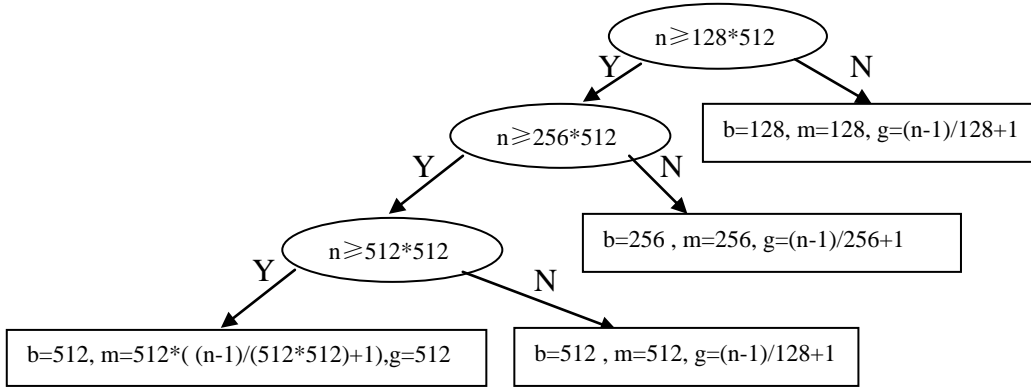 n≥128*512
Y
N
b=128, m=128, g=(n-1)/128+1
n≥256*512
Y
N
b=256 , m=256, g=(n-1)/256+1
n≥512*512
Y
N
b=512, m=512*( (n-1)/(512*512)+1),g=512
b=512 , m=512, g=(n-1)/128+1